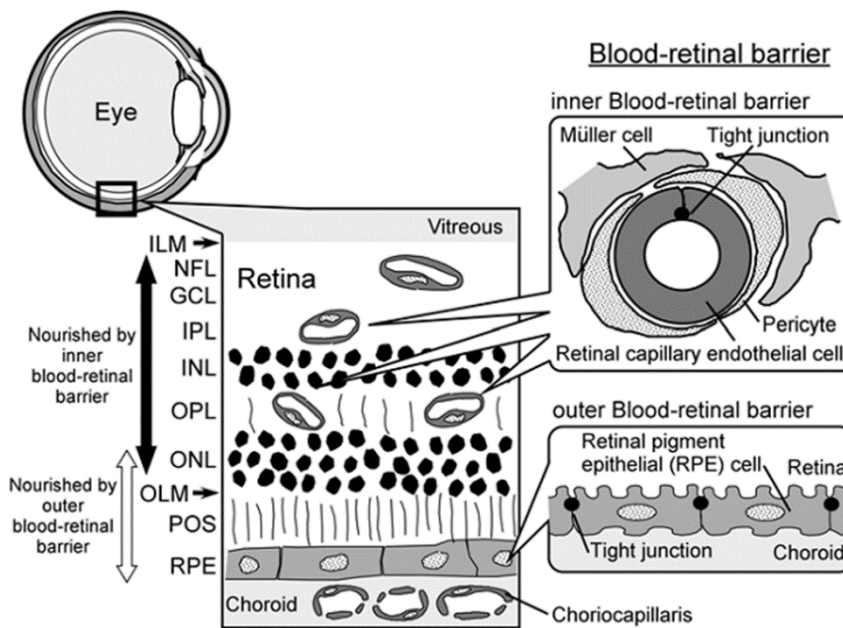 Eye
Blood-retinal barrier
inner Blood-retinal barrier
Müller cell
Tight junction
Pericyte
Retinal capillary endothelial cell
Vitreous
Retina
ILM
NFL
GCL
IPL
INL
OPL
ONL
OLM
POS
RPE
Choroid
Choriocapillaris
Nourished by
inner
blood-retinal
barrier
Nourished by
outer
blood-retinal
barrier
outer Blood-retinal barrier
Retinal pigment
epithelial (RPE) cell
Retina
Tight junction
Choroid